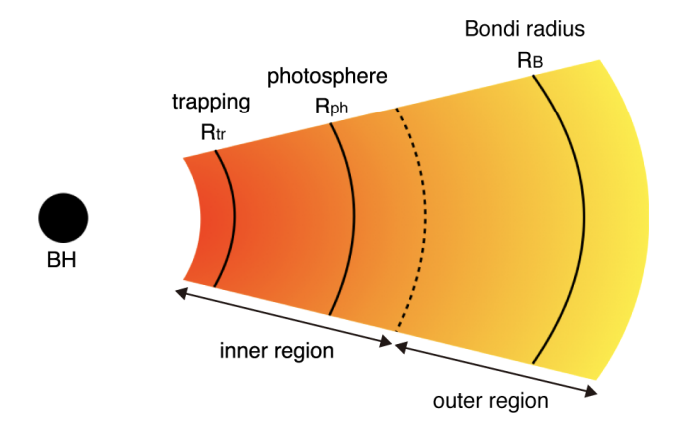 Bondi radius
RB
photosphere
Rph
trapping
Rtr
BH
inner region
outer region